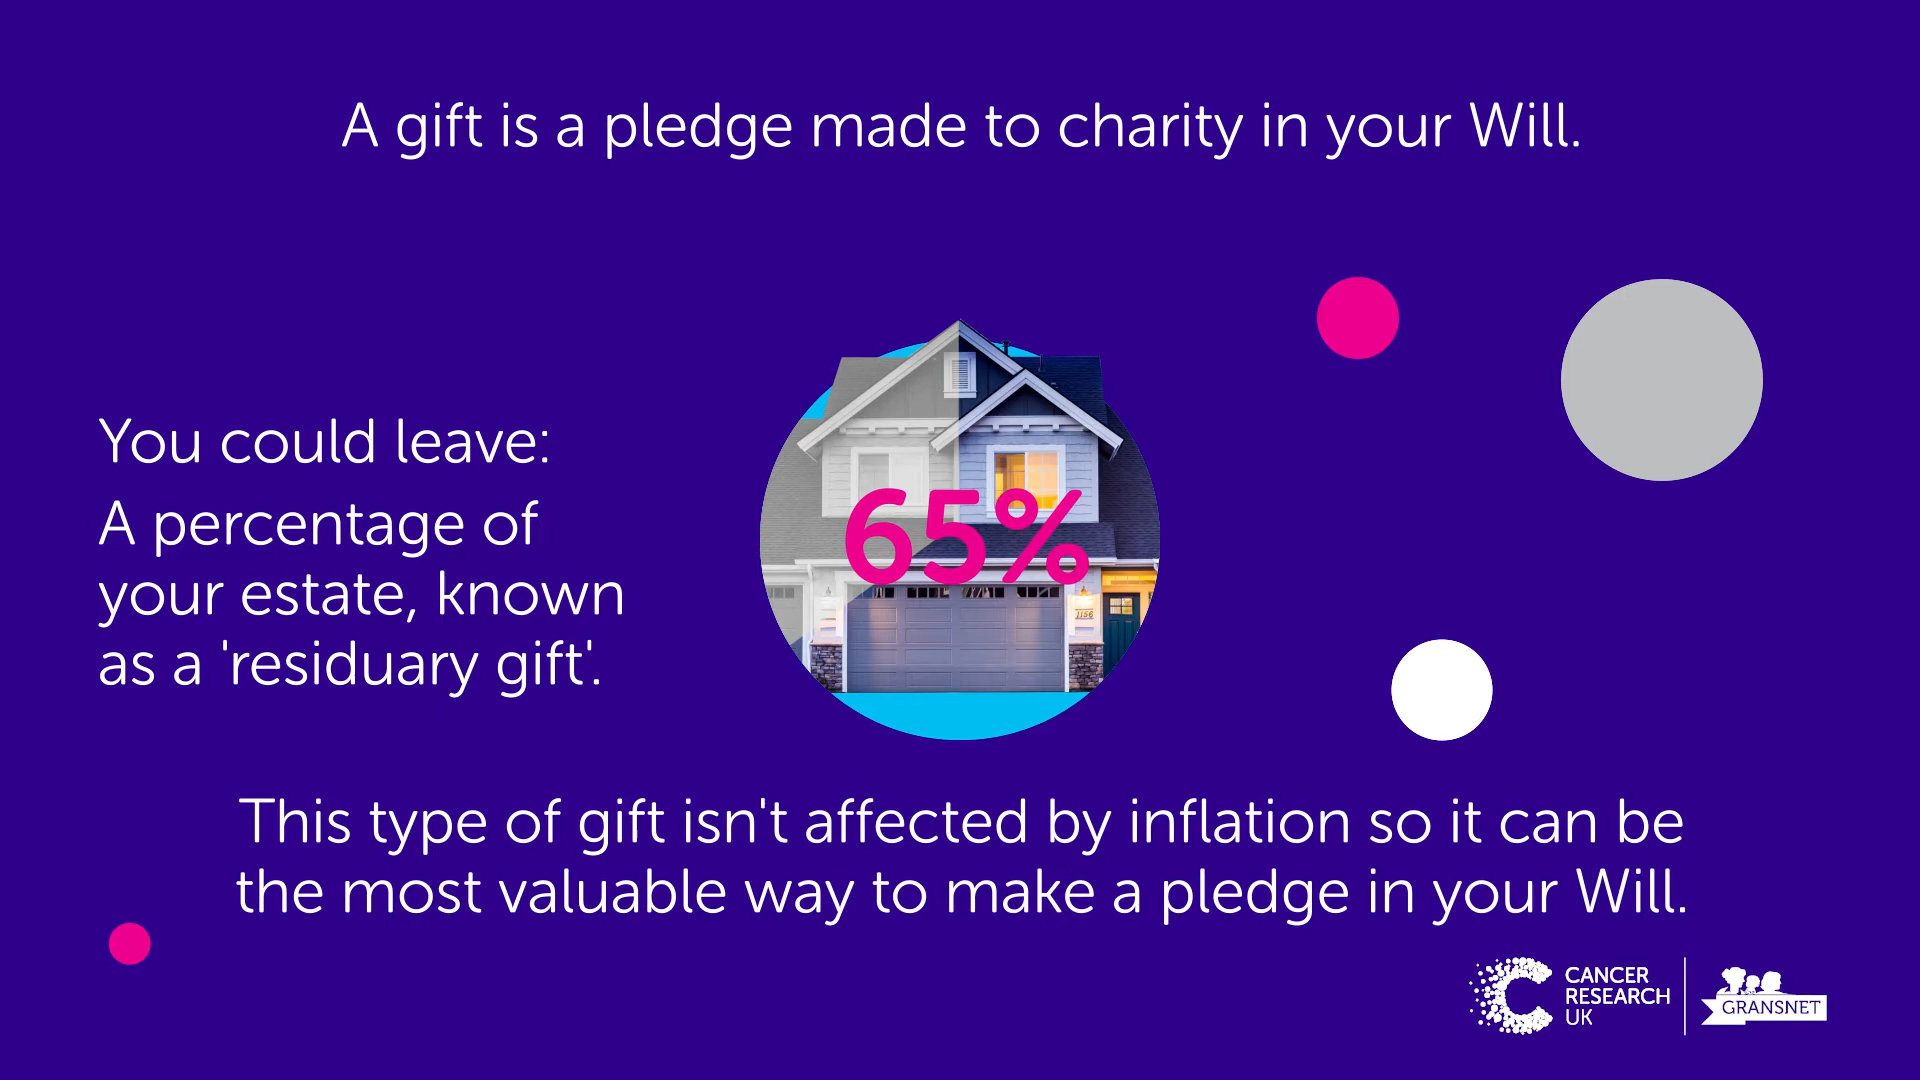 A gift is a pledge made to charity in your Will.
You could leave:
A percentage of
your estate, known
as a 'residuary gift'.
65%
1156
This type of gift isn't affected by inflation so it can be
the most valuable way to make a pledge in your Will.
CANCER
RESEARCH
UK
GRANSNET